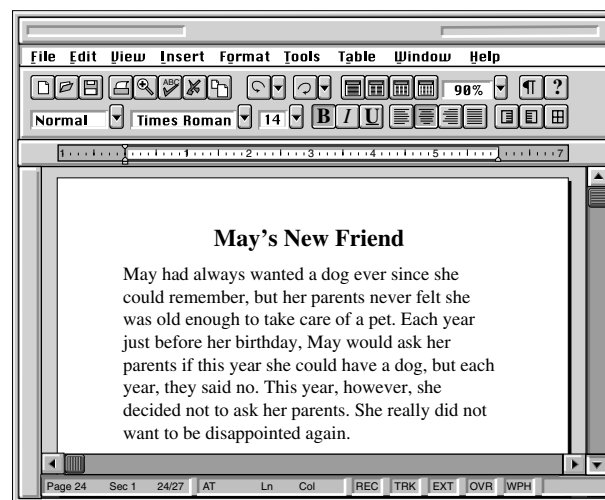 File Edit View Insert Format Tools Table Window Help
ABC 90% ¶ ?
Normal Times Roman 14 B I U
1 1 2 3 4 5 7
May's New Friend
May had always wanted a dog ever since she
could remember, but her parents never felt she
was old enough to take care of a pet. Each year
just before her birthday, May would ask her
parents if this year she could have a dog, but each
year, they said no. This year, however, she
decided not to ask her parents. She really did not
want to be disappointed again.
Page 24 Sec 1 24/27 AT Ln Col REC TRK EXT OVR WPH